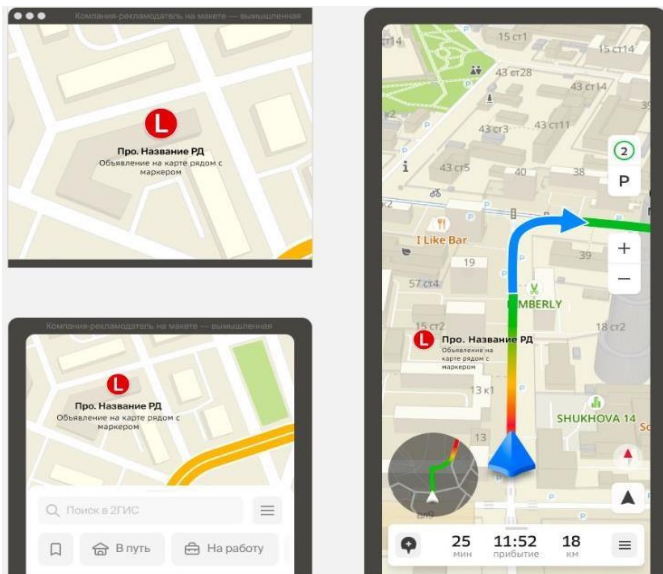 Компания-рекламодатель на макете — вымышленная
L
Про. Название РД
Объявление на карте рядом с
маркером
Компания-рекламодатель на макете — вымышленная
L
Про. Название РД
Объявление на карте рядом с
маркером
Поиск в 2ГИС
В путь
На работу
15 ст1
15 ст14
43 ст28
43 ст14
43 ст3
43 ст11
2
P
43 ст5
40
38
I Like Bar
19
39
+
−
57 ст4
15 ст2
18 ст2
L
Про. Название РД
Объявление на
карте рядом с
маркером
13 к1
SHUKHOVA 14
13
25
11:52
18
мин
прибытие
км